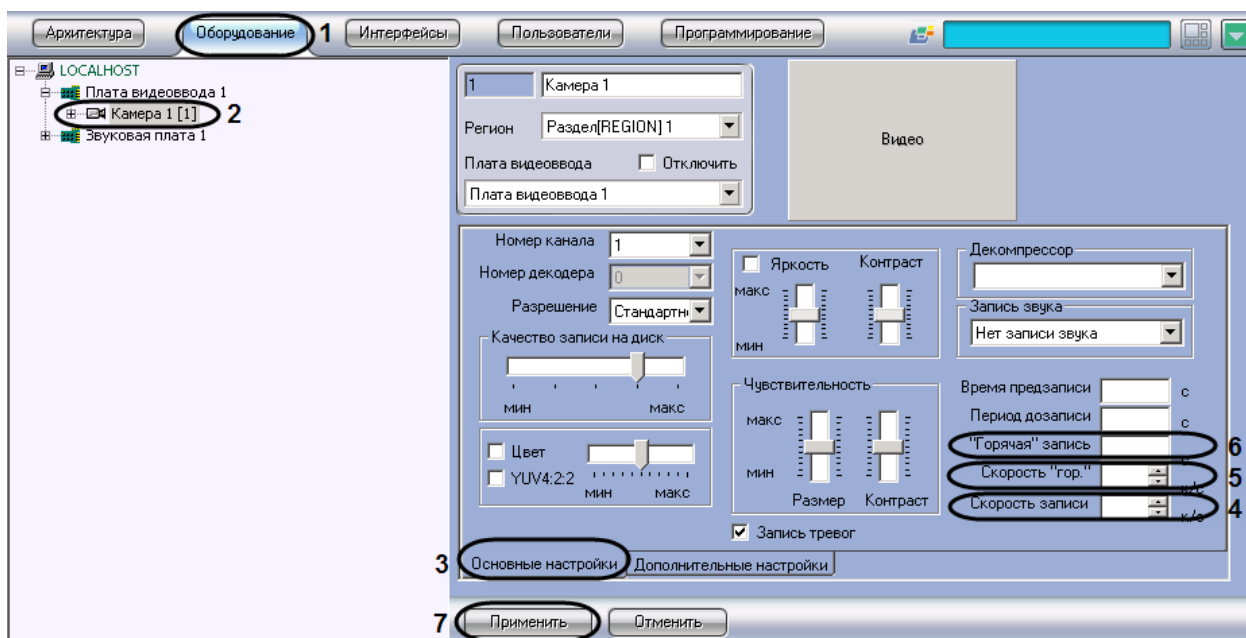 Архитектура Оборудование 1 Интерфейсы Пользователи Программирование
LOCALHOST
Плата видеоввода 1
Камера 1 [1] 2
Звуковая плата 1
1 Камера 1
Регион Раздел[REGION] 1
Плата видеоввода Отключить
Плата видеоввода 1
Видео
Номер канала 1
Номер декодера 0
Разрешение Стандартн
Качество записи на диск
мин макс
Цвет
YUV4:2:2
мин макс
Яркость Контраст
макс
мин
Чувствительность
макс
мин
Размер Контраст
Запись тревог
Декомпрессор
Запись звука
Нет записи звука
Время предзаписи с
Период дозаписи с
"Горячая" запись с 6
Скорость "гор." к/с 5
Скорость записи к/с 4
3 Основные настройки Дополнительные настройки
7 Применить Отменить